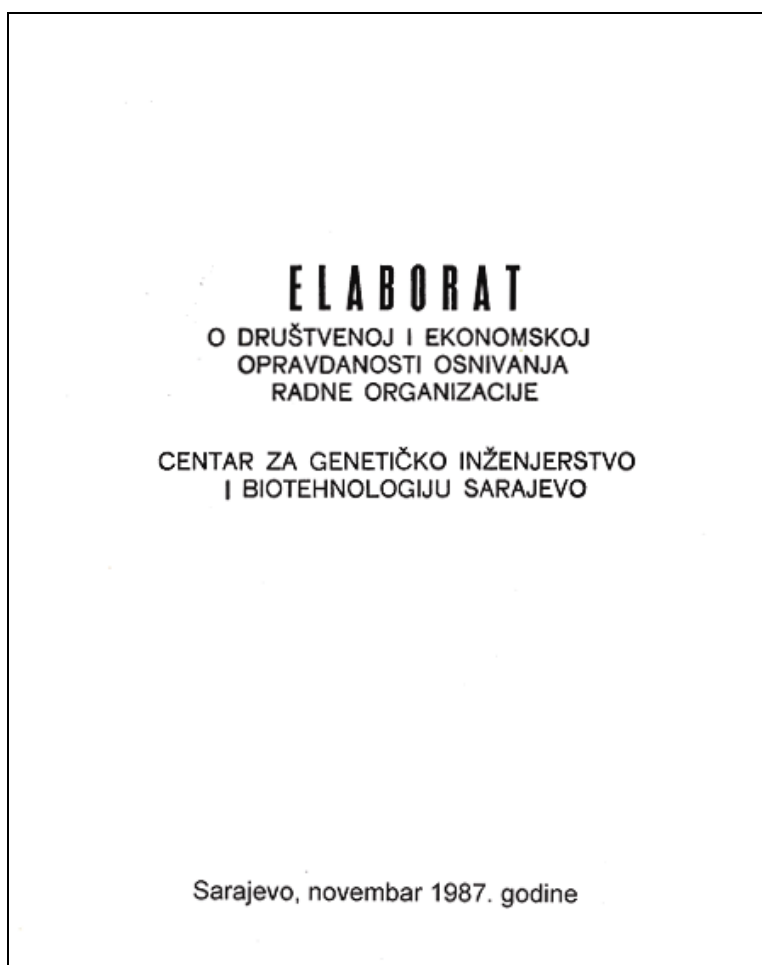 ELABORAT
O DRUŠTVENOJ I EKONOMSKOJ
OPRAVDANOSTI OSNIVANJA
RADNE ORGANIZACIJE
CENTAR ZA GENETIČKO INŽENJERSTVO
I BIOTEHNOLOGIJU SARAJEVO
Sarajevo, novembar 1987. godine